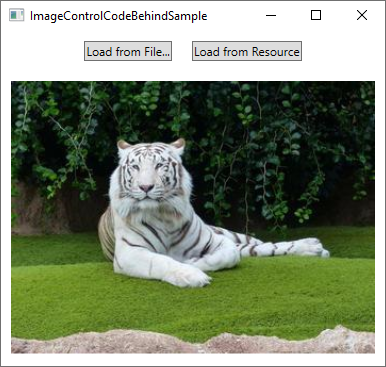 ImageControlCodeBehindSample
Load from File... Load from Resource